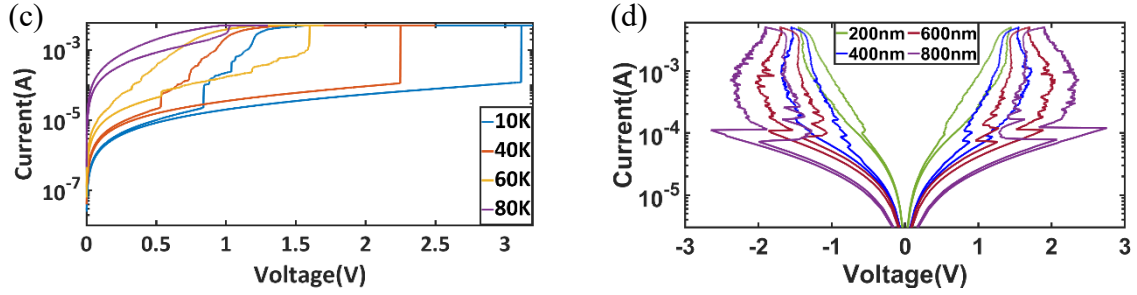 (c)
10⁻³
10⁻⁵
10⁻⁷
Current(A)
0
0.5
1
1.5
2
2.5
3
Voltage(V)
10K
40K
60K
80K
(d)
200nm
600nm
400nm
800nm
10⁻³
10⁻⁴
10⁻⁵
Current(A)
-3
-2
-1
0
1
2
3
Voltage(V)